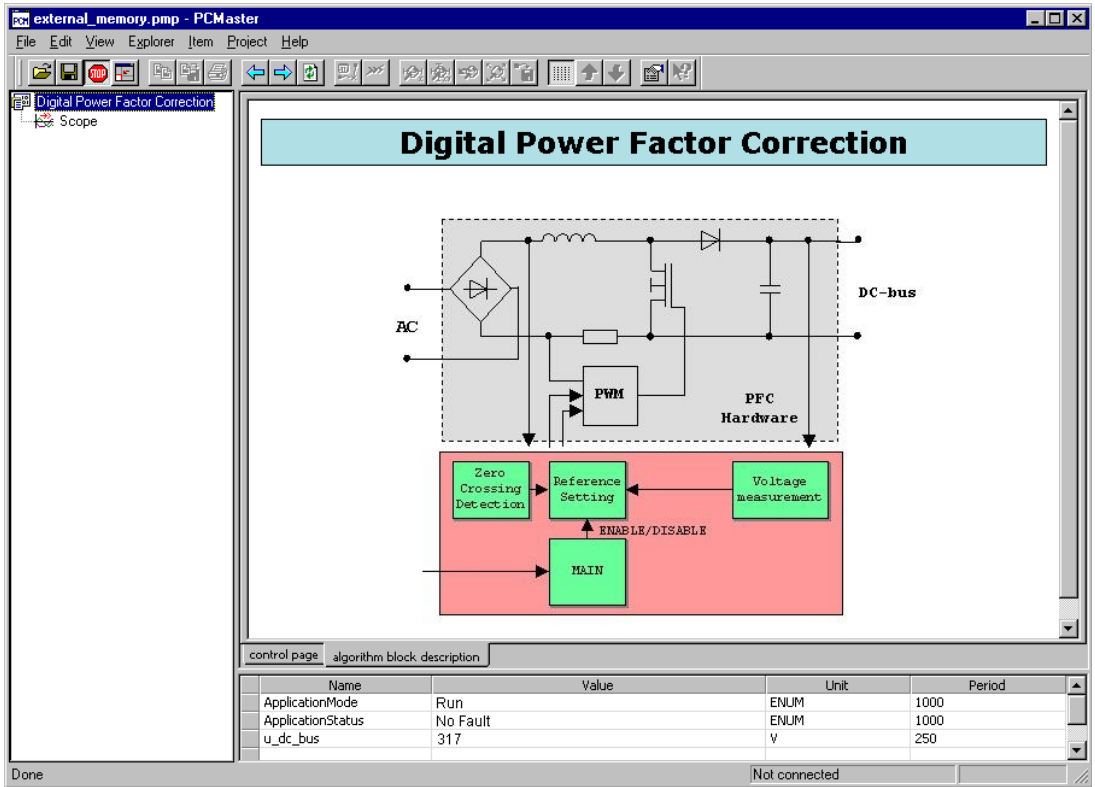 external_memory.pmp - PCMaster
File Edit View Explorer Item Project Help
STOP
Digital Power Factor Correction
Scope
Digital Power Factor Correction
DC-bus
AC
PWM
PFC
Hardware
Zero
Crossing
Detection
Reference
Setting
Voltage
measurement
ENABLE/DISABLE
MAIN
control page algorithm block description
Name Value Unit Period
ApplicationMode Run ENUM 1000
ApplicationStatus No Fault ENUM 1000
u_dc_bus 317 V 250
Done Not connected